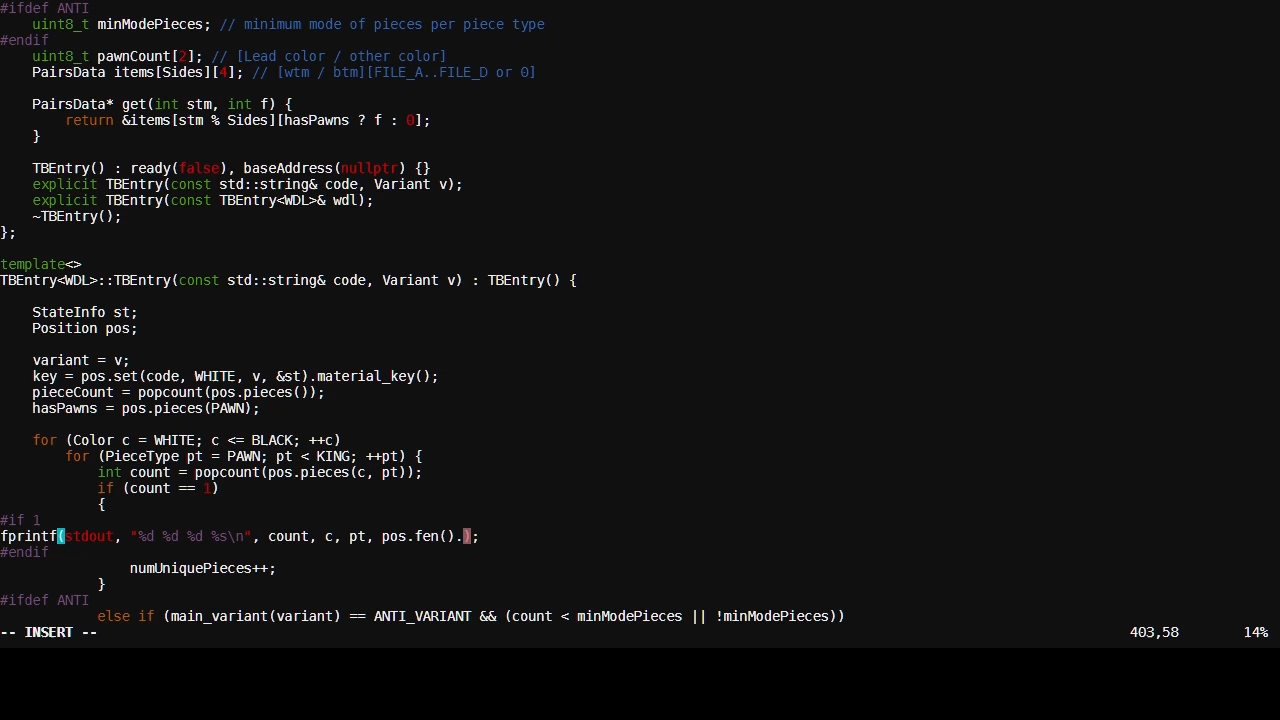 #ifdef ANTI
    uint8_t minModePieces; // minimum mode of pieces per piece type
#endif
    uint8_t pawnCount[2]; // [Lead color / other color]
    PairsData items[Sides][4]; // [wtm / btm][FILE_A..FILE_D or 0]

    PairsData* get(int stm, int f) {
        return &items[stm % Sides][hasPawns ? f : 0];
    }

    TBEntry() : ready(false), baseAddress(nullptr) {}
    explicit TBEntry(const std::string& code, Variant v);
    explicit TBEntry(const TBEntry<WDL>& wdl);
    ~TBEntry();
};

template<>
TBEntry<WDL>::TBEntry(const std::string& code, Variant v) : TBEntry() {

    StateInfo st;
    Position pos;

    variant = v;
    key = pos.set(code, WHITE, v, &st).material_key();
    pieceCount = popcount(pos.pieces());
    hasPawns = pos.pieces(PAWN);

    for (Color c = WHITE; c <= BLACK; ++c)
        for (PieceType pt = PAWN; pt < KING; ++pt) {
            int count = popcount(pos.pieces(c, pt));
            if (count == 1)
            {
#if 1
fprintf(stdout, "%d %d %d %s\n", count, c, pt, pos.fen().);
#endif
                numUniquePieces++;
            }
#ifdef ANTI
            else if (main_variant(variant) == ANTI_VARIANT && (count < minModePieces || !minModePieces))
-- INSERT -- 403,58 14%